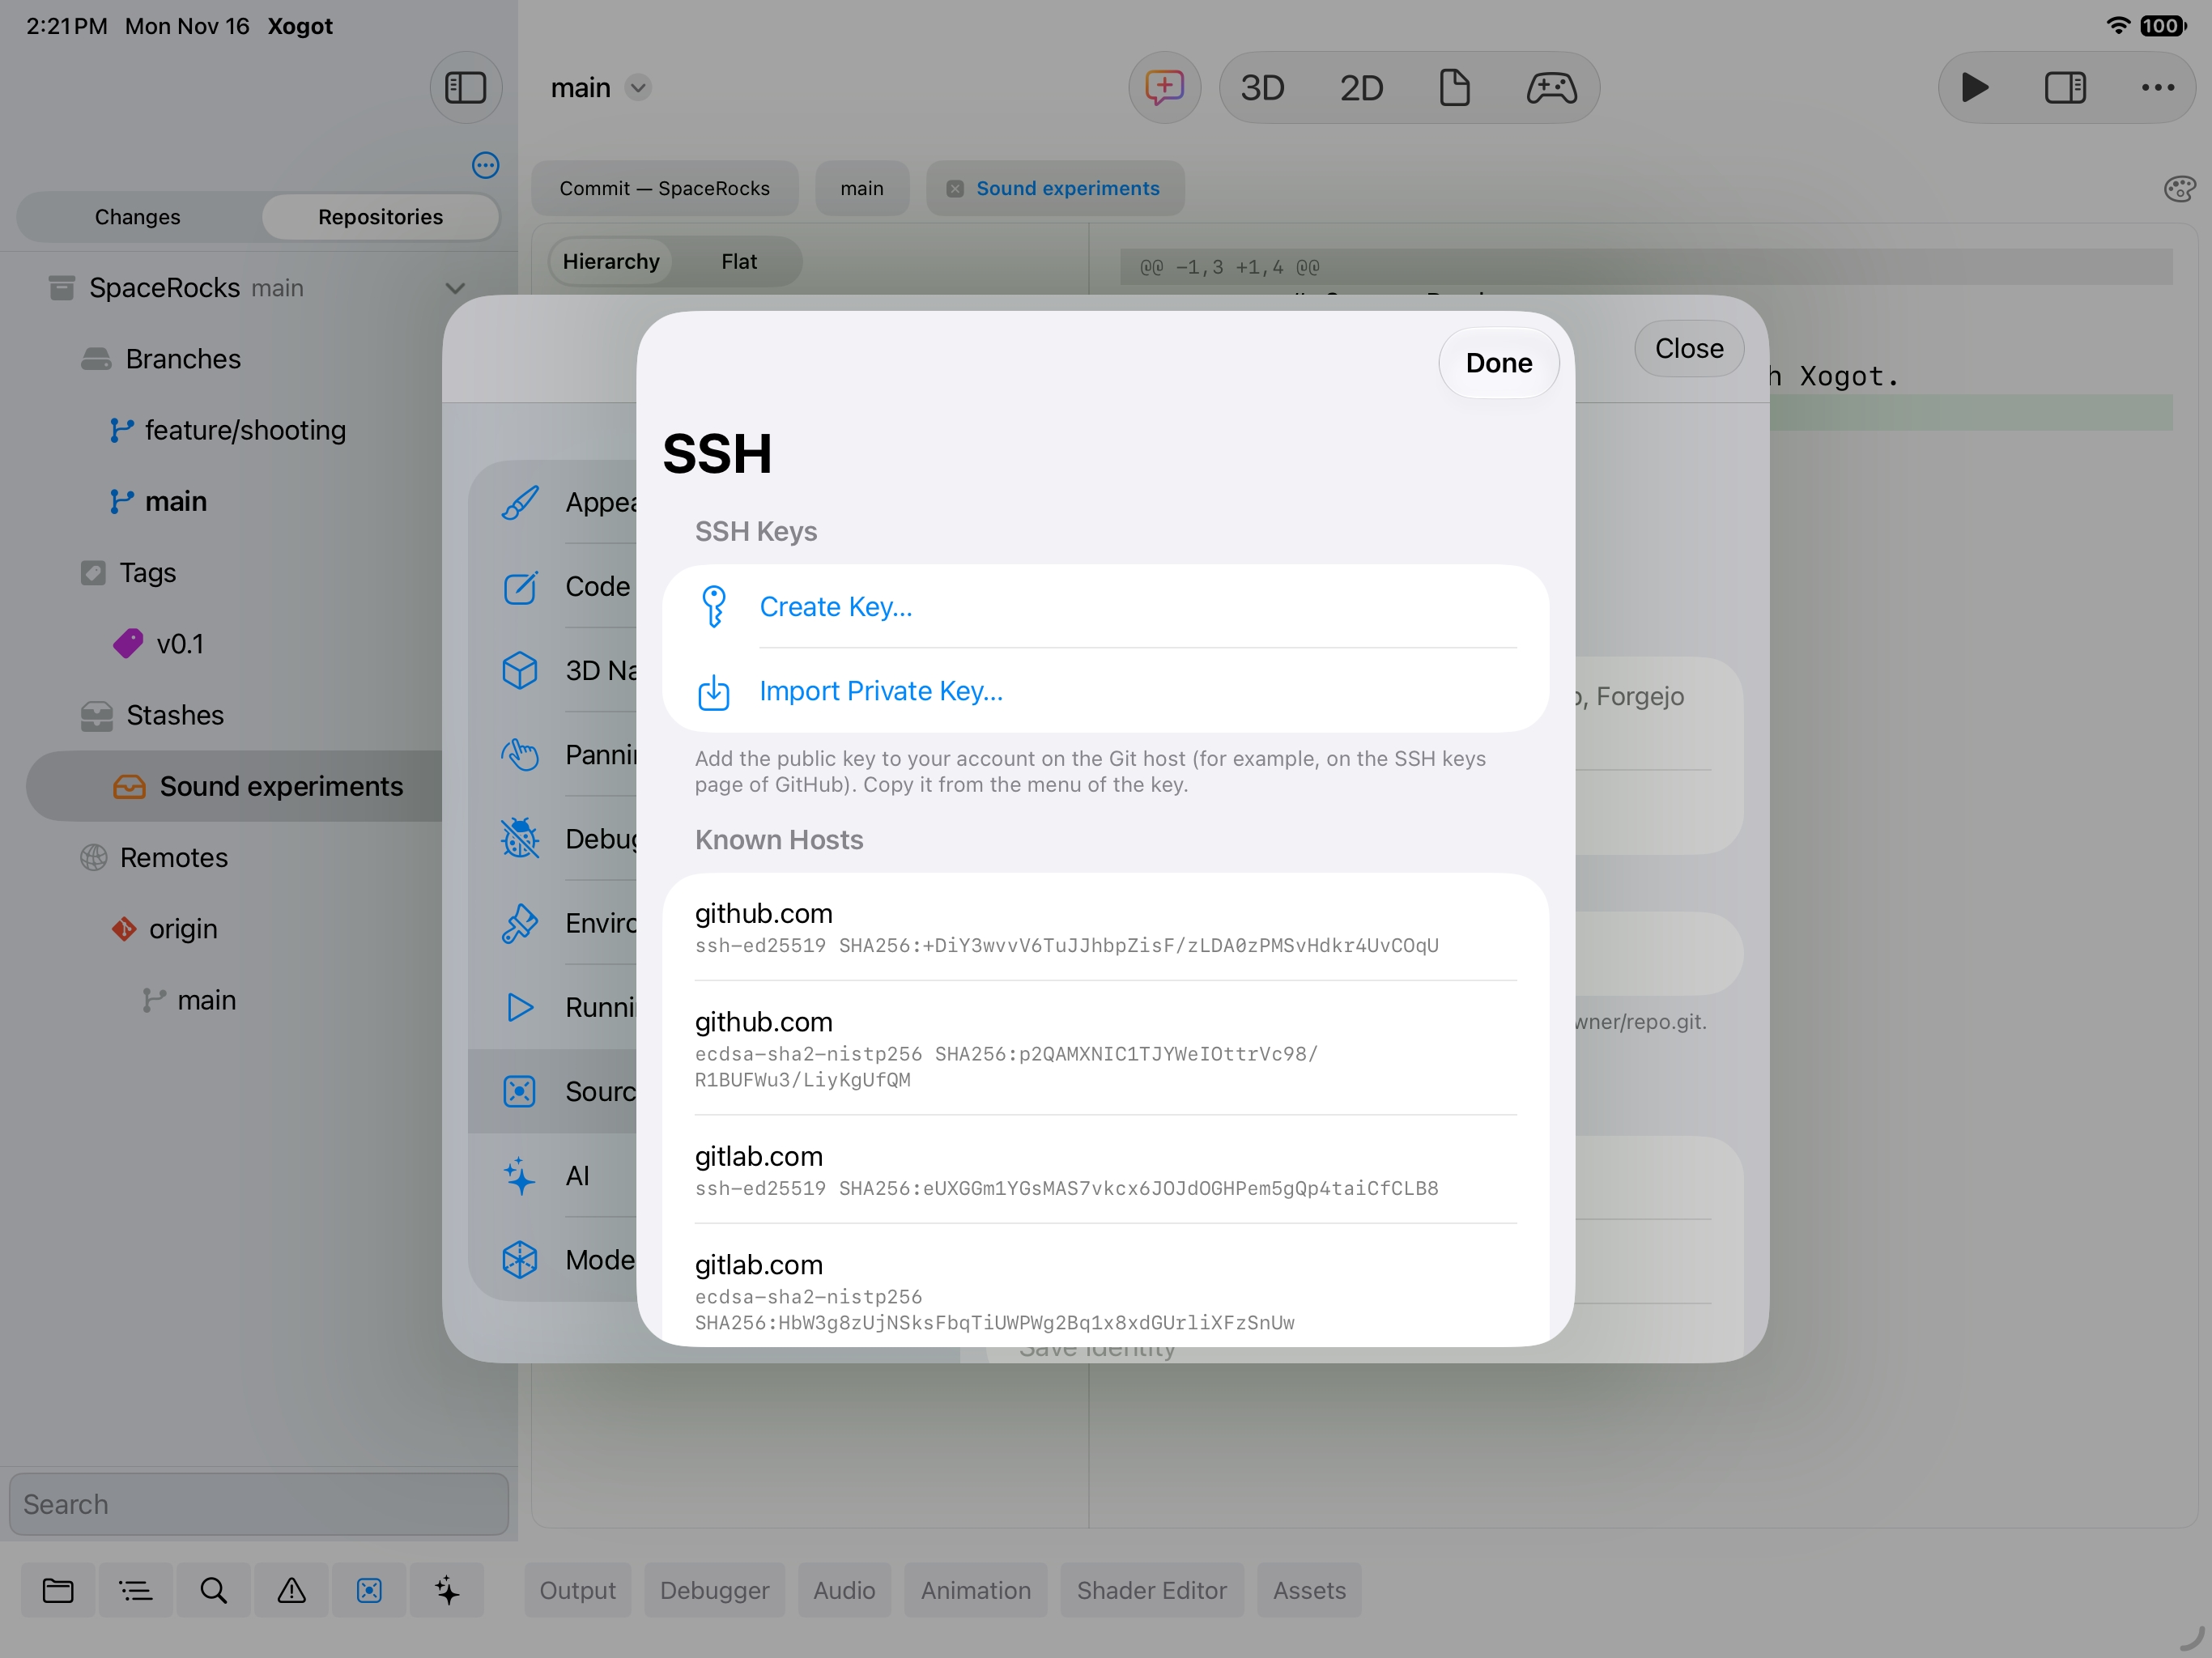 2:21 PM Mon Nov 16 Xogot
100
main
3D
2D
Commit — SpaceRocks
main
Sound experiments
Changes
Repositories
SpaceRocks main
Branches
feature/shooting
main
Tags
v0.1
Stashes
Sound experiments
Remotes
origin
main
Search
Hierarchy
Flat
@@ -1,3 +1,4 @@
h Xogot.
Close
Appea
Code
3D Na
Pannin
Debug
Enviro
Runnin
Sourc
AI
Mode
, Forgejo
wner/repo.git.
Save Identity
Done
SSH
SSH Keys
Create Key...
Import Private Key...
Add the public key to your account on the Git host (for example, on the SSH keys
page of GitHub). Copy it from the menu of the key.
Known Hosts
github.com
ssh-ed25519 SHA256:+DiY3wvvV6TuJJhbpZisF/zLDA0zPMSvHdkr4UvCOqU
github.com
ecdsa-sha2-nistp256 SHA256:p2QAMXNIC1TJYWeIOttrVc98/
R1BUFWu3/LiyKgUfQM
gitlab.com
ssh-ed25519 SHA256:eUXGGm1YGsMAS7vkcx6JOJdOGHPem5gQp4taiCfCLB8
gitlab.com
ecdsa-sha2-nistp256
SHA256:HbW3g8zUjNSksFbqTiUWPWg2Bq1x8xdGUrliXFzSnUw
Output
Debugger
Audio
Animation
Shader Editor
Assets